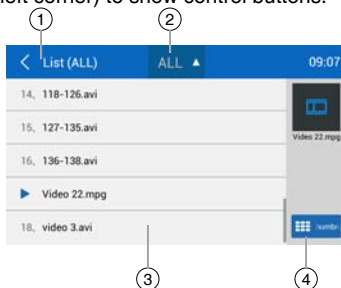 left corner) to show control buttons.
1 2
List (ALL) ALL ▲ 09:07
14, 118-126.avi
15, 127-135.avi
Video 22.mpg
16, 136-138.avi
Video 22.mpg
18, video 3.avi
3 4